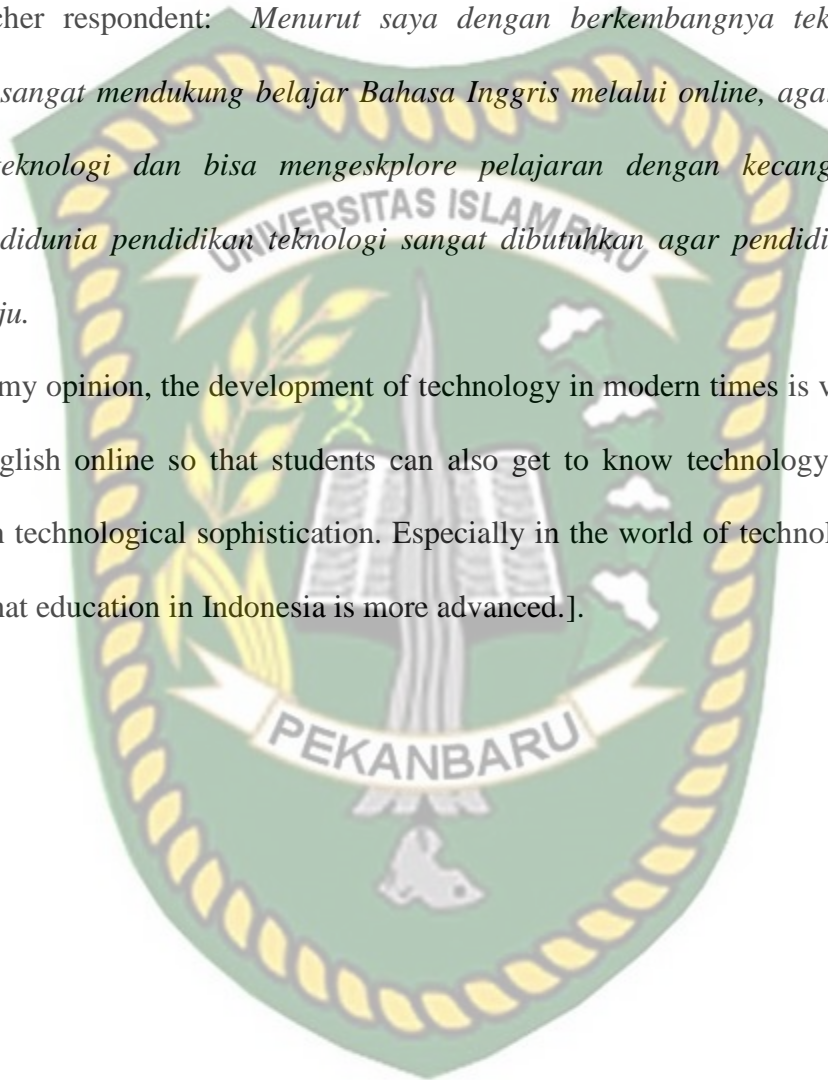 cher respondent: Menurut saya dengan berkembangnya tek
sangat mendukung belajar Bahasa Inggris melalui online, agar
eknologi dan bisa mengeskplore pelajaran dengan kecang
UNIVERSITAS ISLAM RIAU
didunia pendidikan teknologi sangat dibutuhkan agar pendidi
ju.
my opinion, the development of technology in modern times is v
glish online so that students can also get to know technology
n technological sophistication. Especially in the world of technol
hat education in Indonesia is more advanced.].
PEKANBARU